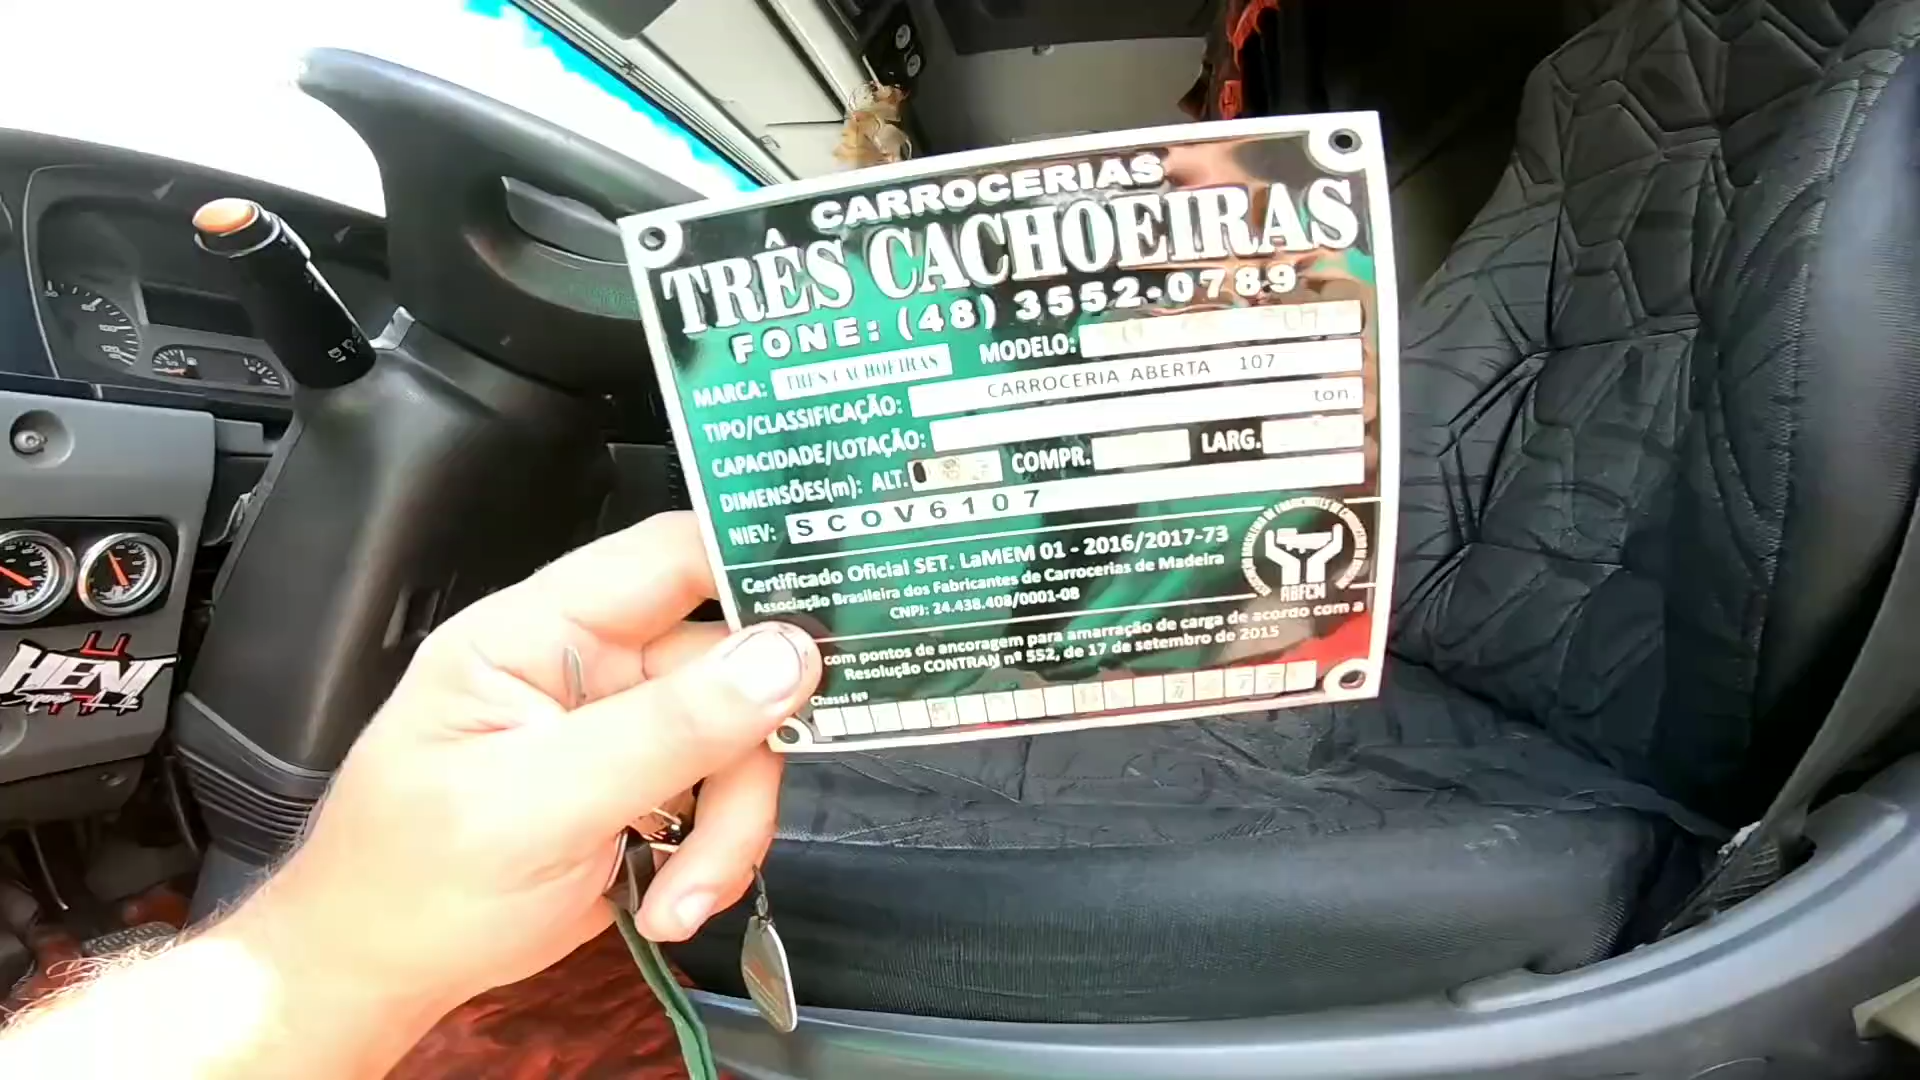 CARROCERIAS
TRÊS CACHOEIRAS
FONE: (48) 3552-0789
MARCA: TRES CACHOEIRAS MODELO:
TIPO/CLASSIFICAÇÃO: CARROCERIA ABERTA 107
CAPACIDADE/LOTAÇÃO: ton.
DIMENSÕES(m): ALT. COMPR. LARG.
NIEV: SCOV6107
Certificado Oficial SET. LaMEM 01 - 2016/2017-73
Associação Brasileira dos Fabricantes de Carrocerias de Madeira
CNPJ: 24.438.408/0001-08
ABFCM
com pontos de ancoragem para amarração de carga de acordo com a
Resolução CONTRAN nº 552, de 17 de setembro de 2015
Chassi Nº
HENT